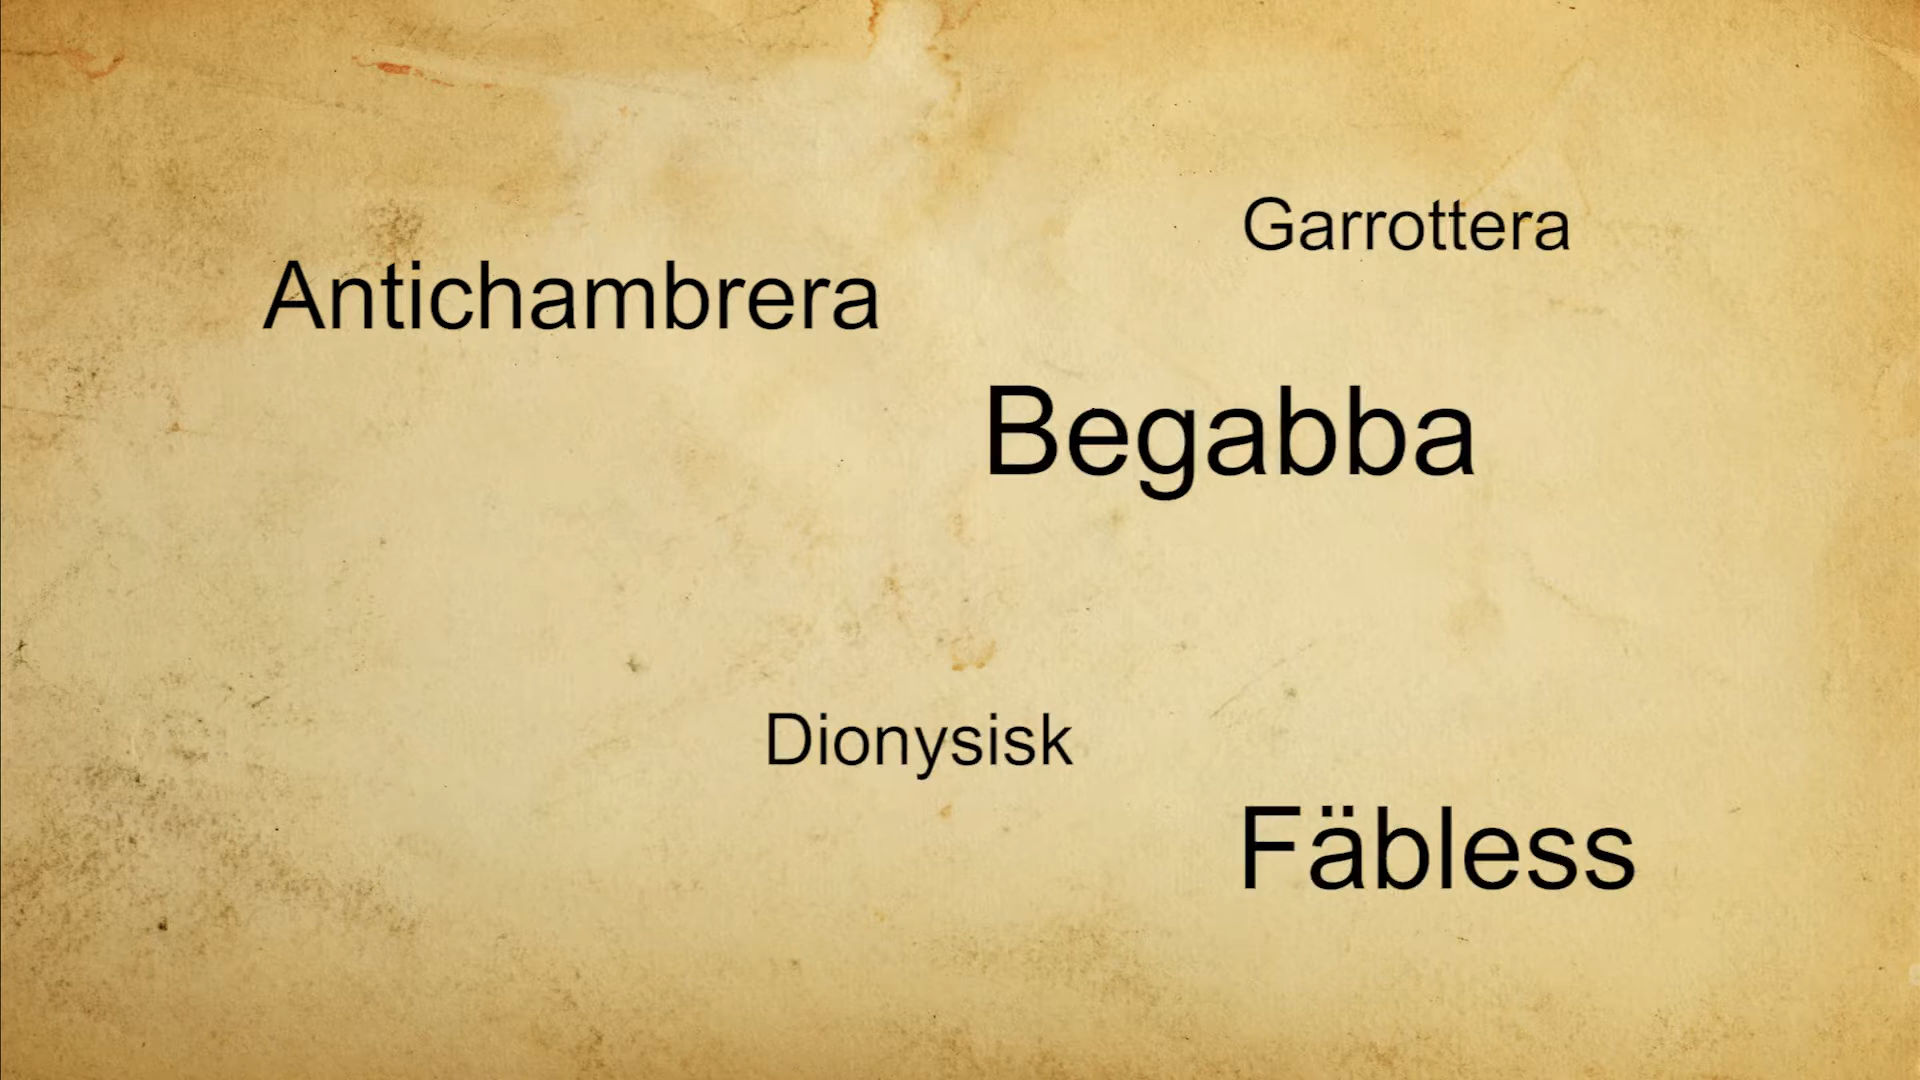 Garrottera
Antichambrera
Begabba
Dionysisk
Fäbless